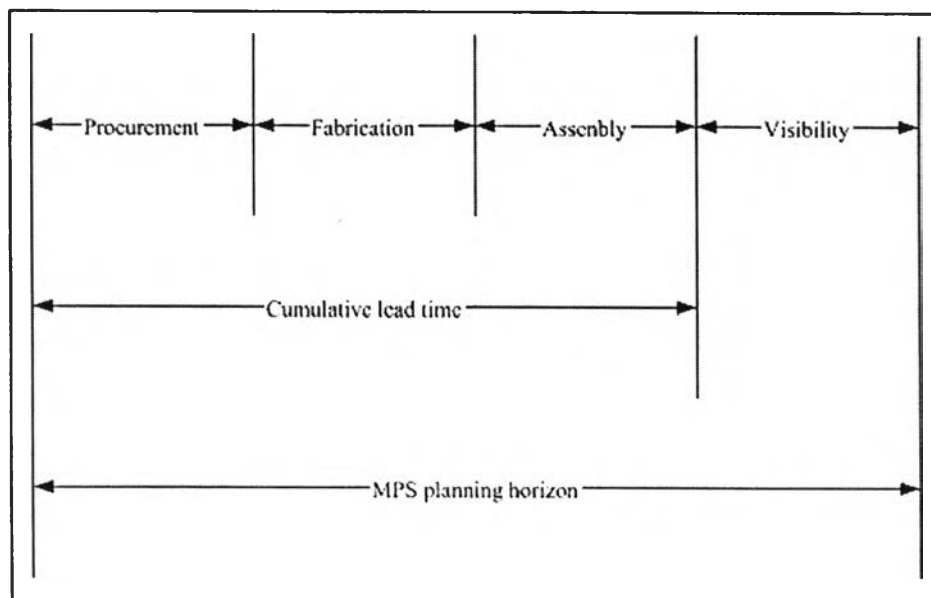 Procurement
Fabrication
Assenbly
Visibility
Cumulative lead time
MPS planning horizon